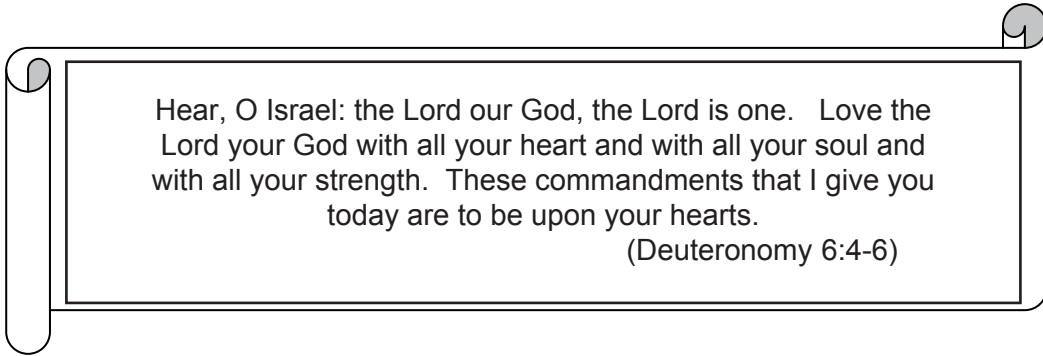 Hear, O Israel: the Lord our God, the Lord is one.   Love the
Lord your God with all your heart and with all your soul and
with all your strength.  These commandments that I give you
today are to be upon your hearts.
(Deuteronomy 6:4-6)